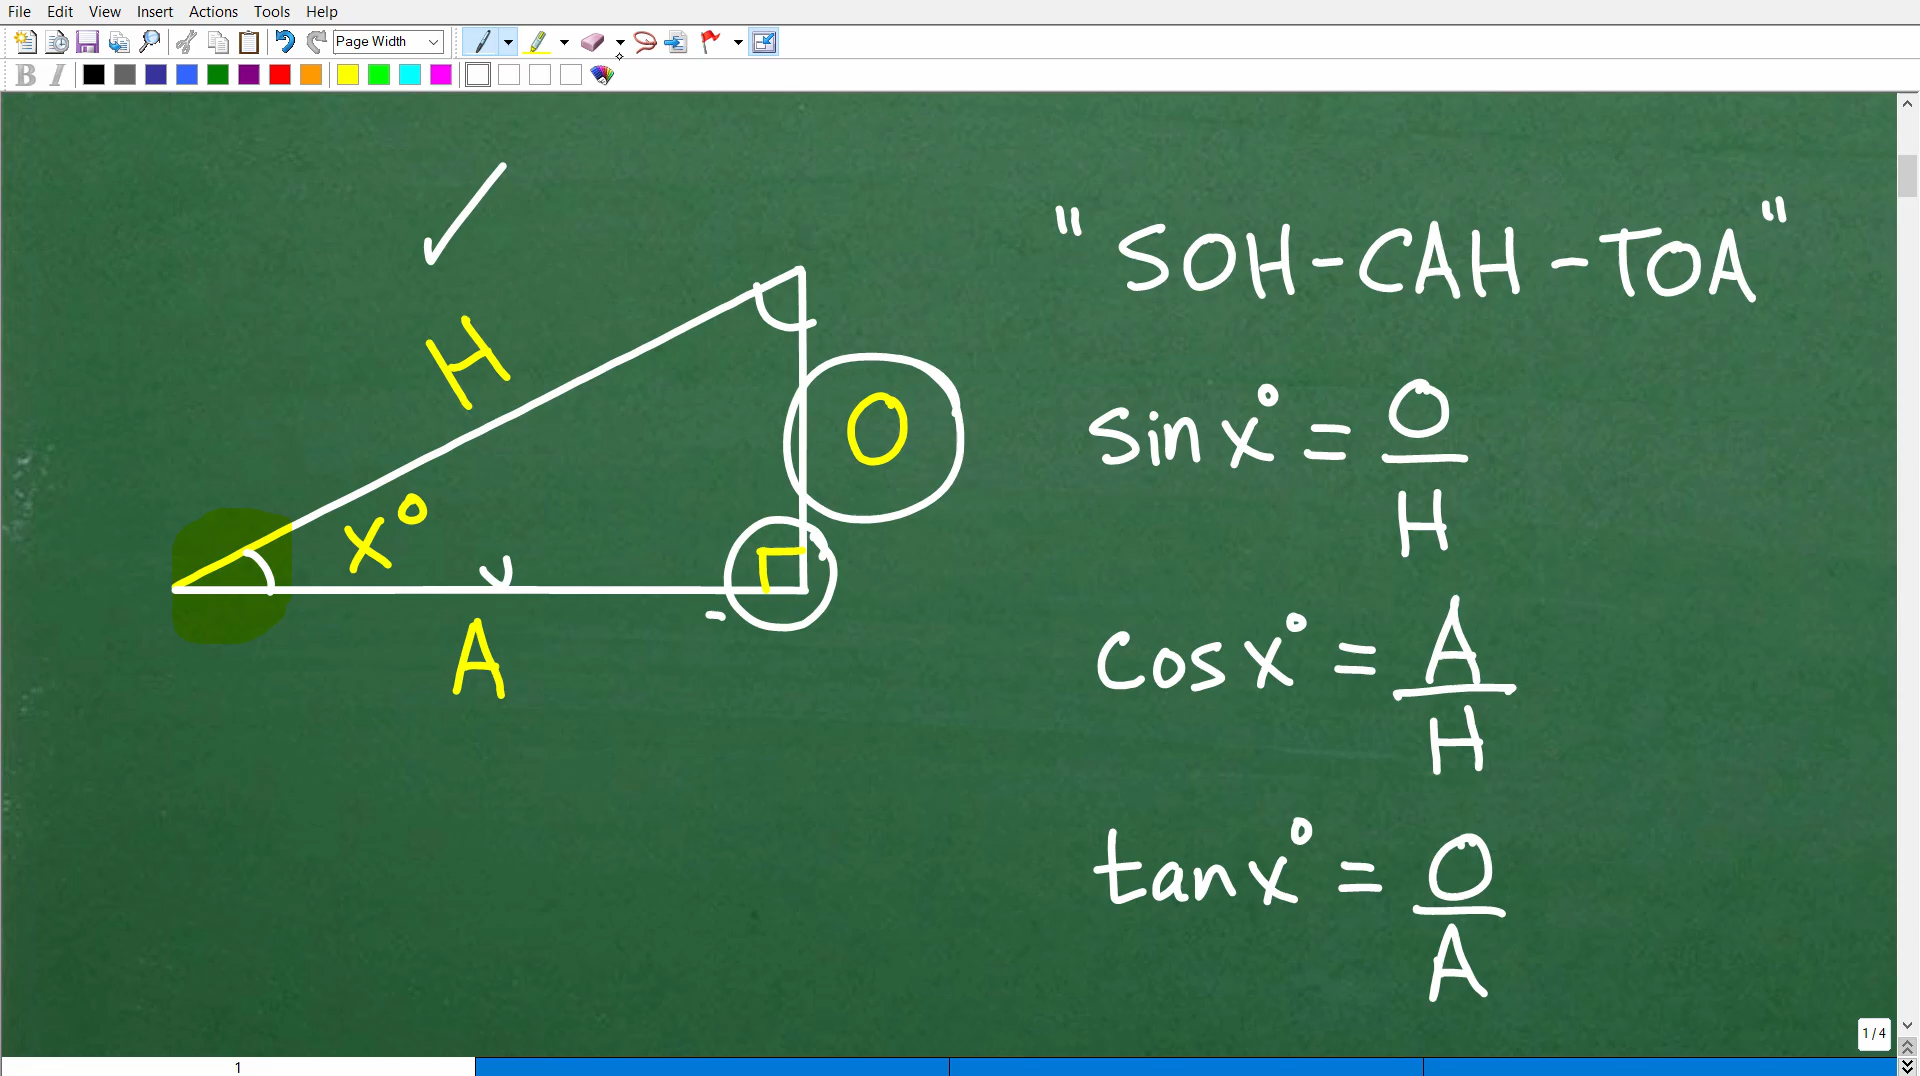 File Edit View Insert Actions Tools Help
Page Width
B I
"SOH-CAH-TOA"
H
O
x°
A
sin x° = O
H
cos x° = A
H
tan x° = O
A
1 / 4
1